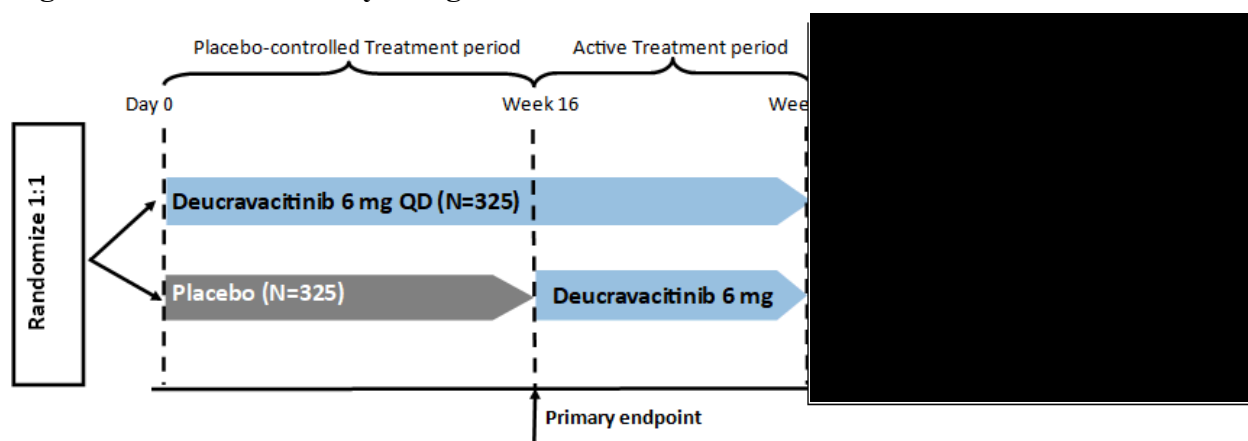 Placebo-controlled Treatment period
Active Treatment period
Day 0
Week 16
Randomize 1:1
Deucravacitinib 6 mg QD (N=325)
Placebo (N=325)
Deucravacitinib 6 mg
Primary endpoint